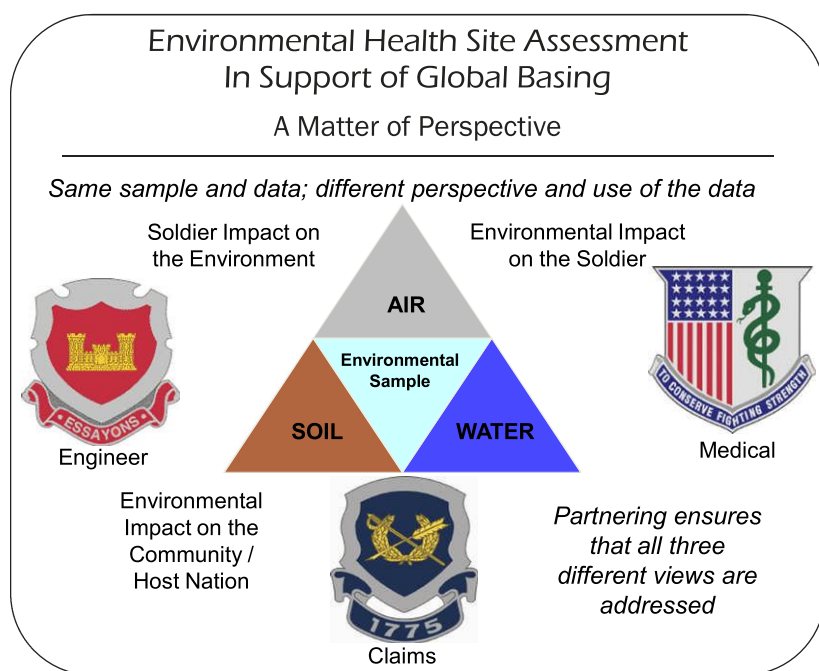 Environmental Health Site Assessment
In Support of Global Basing
A Matter of Perspective
Same sample and data; different perspective and use of the data
Soldier Impact on
the Environment
Environmental Impact
on the Soldier
AIR
Environmental
Sample
SOIL
WATER
ESSAYONS
Engineer
TO CONSERVE FIGHTING STRENGTH
Medical
Environmental
Impact on the
Community /
Host Nation
1775
Claims
Partnering ensures
that all three
different views are
addressed